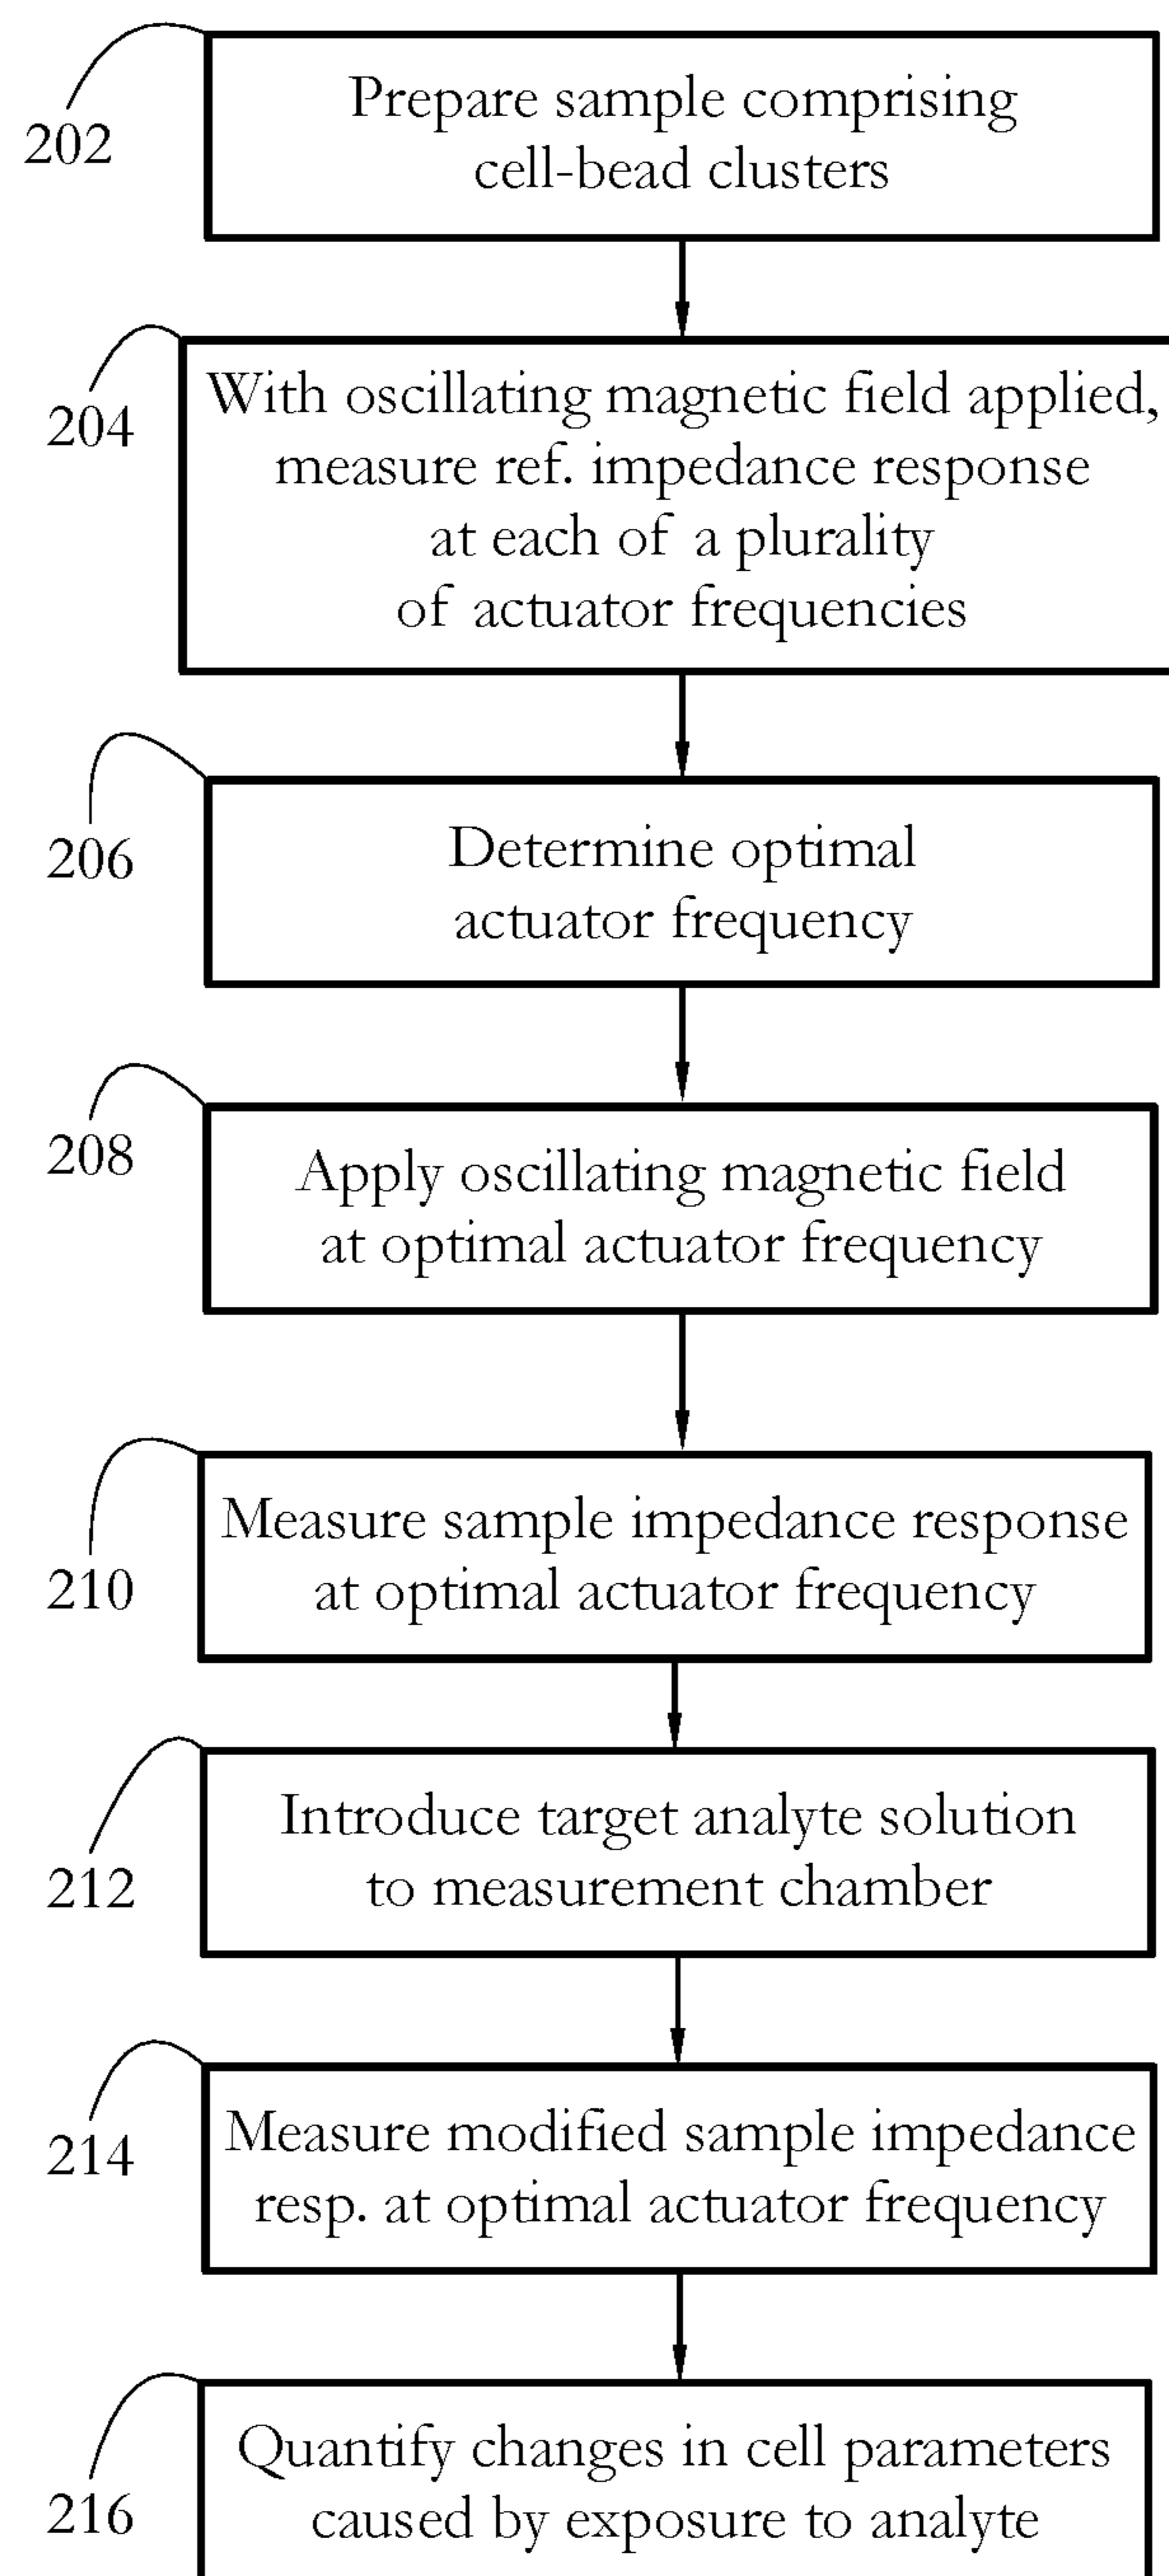 Prepare sample comprising
cell-bead clusters
202
With oscillating magnetic field applied,
measure ref. impedance response
at each of a plurality
of actuator frequencies
204
Determine optimal
actuator frequency
206
Apply oscillating magnetic field
at optimal actuator frequency
208
Measure sample impedance response
at optimal actuator frequency
210
Introduce target analyte solution
to measurement chamber
212
Measure modified sample impedance
resp. at optimal actuator frequency
214
Quantify changes in cell parameters
caused by exposure to analyte
216